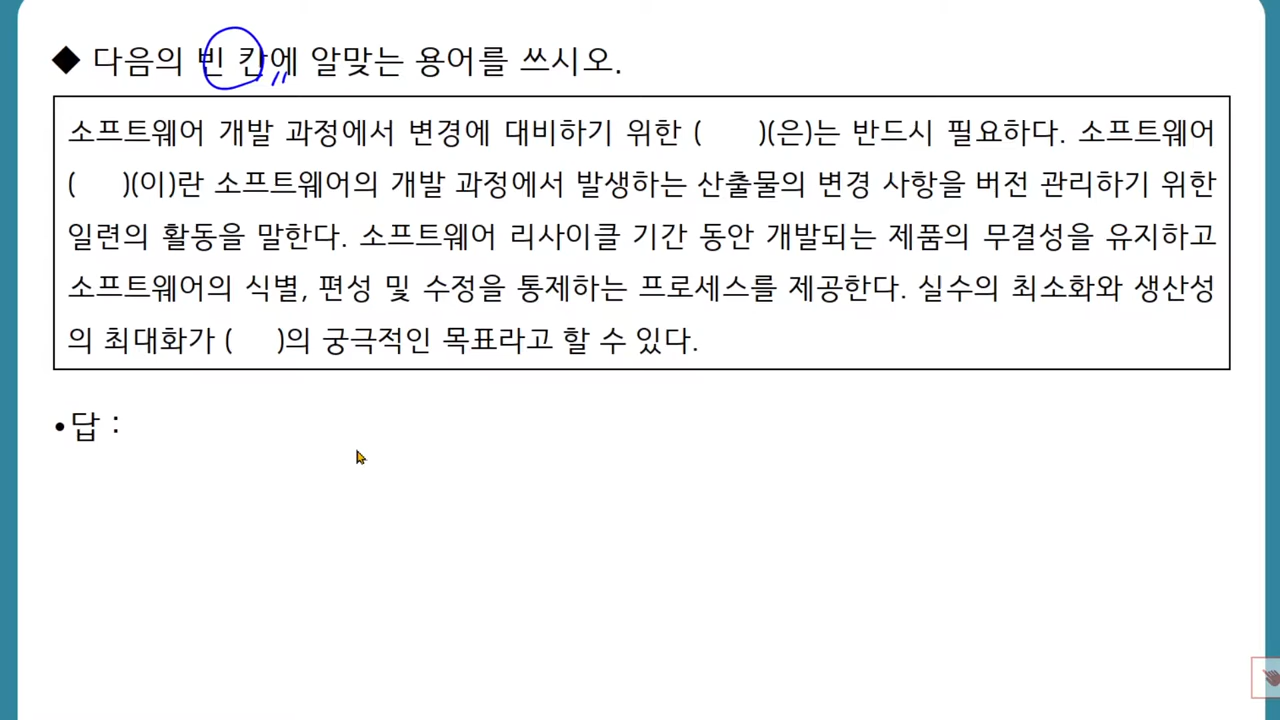 ◆ 다음의 빈 칸에 알맞는 용어를 쓰시오.
소프트웨어 개발 과정에서 변경에 대비하기 위한 ( )(은)는 반드시 필요하다. 소프트웨어
( )(이)란 소프트웨어의 개발 과정에서 발생하는 산출물의 변경 사항을 버전 관리하기 위한
일련의 활동을 말한다. 소프트웨어 리사이클 기간 동안 개발되는 제품의 무결성을 유지하고
소프트웨어의 식별, 편성 및 수정을 통제하는 프로세스를 제공한다. 실수의 최소화와 생산성
의 최대화가 ( )의 궁극적인 목표라고 할 수 있다.
•답 :